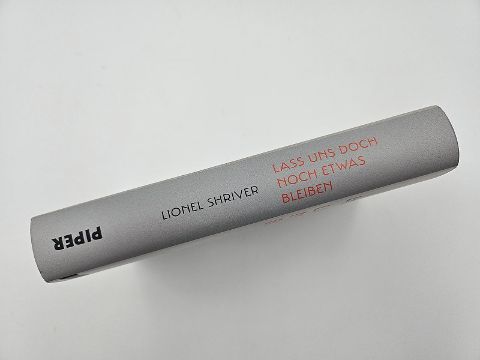 LIONEL SHRIVER
LASS UNS DOCH
NOCH ETWAS
BLEIBEN
PIPER